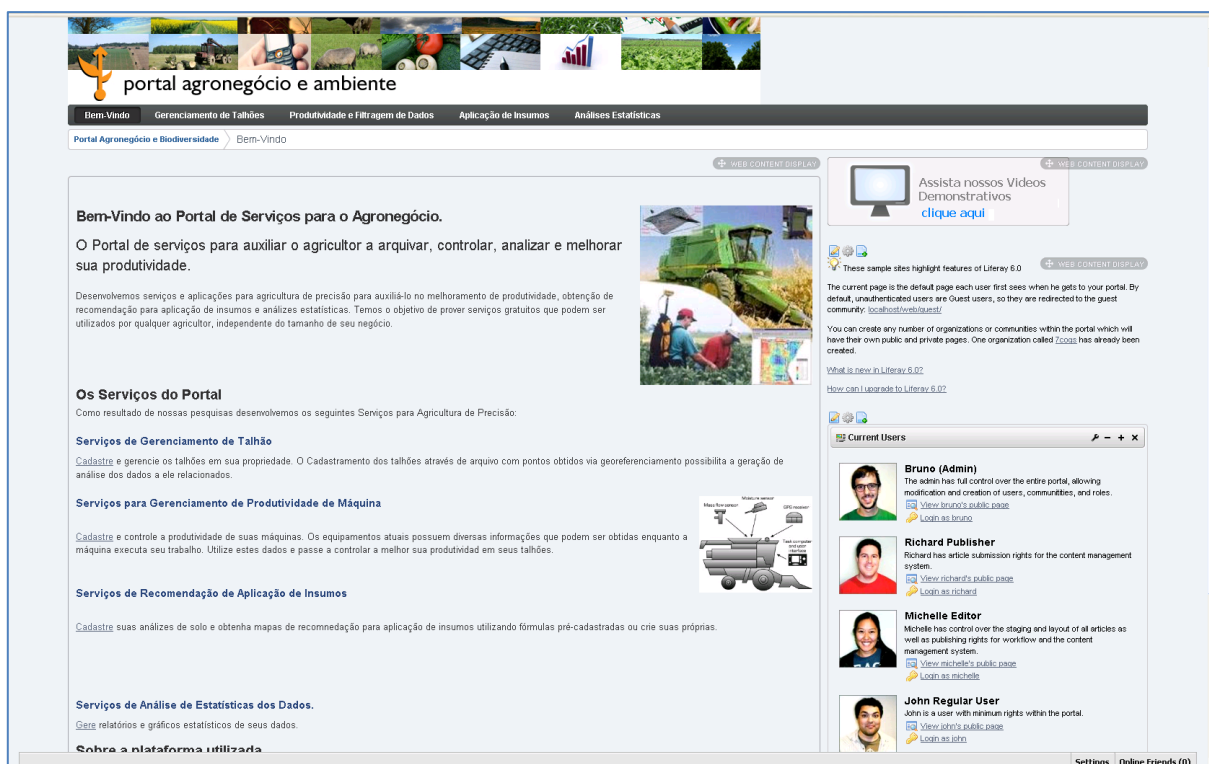 portal agronegócio e ambiente
Bem-Vindo Gerenciamento de Talhões Produtividade e Filtragem de Dados Aplicação de Insumos Análises Estatísticas
Portal Agronegócio e Biodiversidade Bem-Vindo
WEB CONTENT DISPLAY
Bem-Vindo ao Portal de Serviços para o Agronegócio.
O Portal de serviços para auxiliar o agricultor a arquivar, controlar, analizar e melhorar
sua produtividade.
Desenvolvemos serviços e aplicações para agricultura de precisão para auxiliá-lo no melhoramento de produtividade, obtenção de
recomendação para aplicação de insumos e análizes estatísticas. Temos o objetivo de prover serviços gratuitos que podem ser
utilizados por qualquer agricultor, independente do tamanho de seu negócio.
Os Serviços do Portal
Como resultado de nossas pesquisas desenvolvemos os seguintes Serviços para Agricultura de Precisão:
Serviços de Gerenciamento de Talhão
Cadastre e gerencie os talhões em sua propriedade. O Cadastramento dos talhões através de arquivo com pontos obtidos via georeferenciamento possibilita a geração de
análise dos dados a ele relacionados.
Serviços para Gerenciamento de Produtividade de Máquina
Cadastre e controle a produtividade de suas máquinas. Os equipamentos atuais possuem diversas informações que podem ser obtidas enquanto a
maquina executa seu trabalho. Utilize estes dados e passe a controlar a melhor sua produtividad em seus talhões.
Mass flow sensor
Moisture sensor
GPS receiver
Task computer
and user
interface
Serviços de Recomendação de Aplicação de Insumos
Cadastre suas análizes de solo e obtenha mapas de recomnedação para aplicação de insumos utilizando fórmulas pré-cadastradas ou crie suas próprias.
Serviços de Análise de Estatísticas dos Dados.
Gere relatórios e gráficos estatísticos de seus dados.
Sobre a plataforma utilizada
WEB CONTENT DISPLAY
Assista nossos Videos
Demonstrativos
clique aqui
These sample sites highlight features of Liferay 6.0
WEB CONTENT DISPLAY
The current page is the default page each user first sees when he gets to your portal. By
default, unauthenticated users are Guest users, so they are redirected to the guest
community: localhost/web/guest/
You can create any number of organizations or communities within the portal which will
have their own public and private pages. One organization called 7cogs has already been
created.
What is new in Liferay 6.0?
How can I upgrade to Liferay 6.0?
Current Users
Bruno (Admin)
The admin has full control over the entire portal, allowing
modification and creation of users, communitities, and roles.
View bruno's public page
Login as bruno
Richard Publisher
Richard has article submission rights for the content management
system.
View richard's public page
Login as richard
Michelle Editor
Michelle has control over the staging and layout of all articles as
well as publishing rights for workflow and the content
management system.
View michelle's public page
Login as michelle
John Regular User
John is a user with minimum rights within the portal.
View john's public page
Login as john
Settings Online Friends (0)